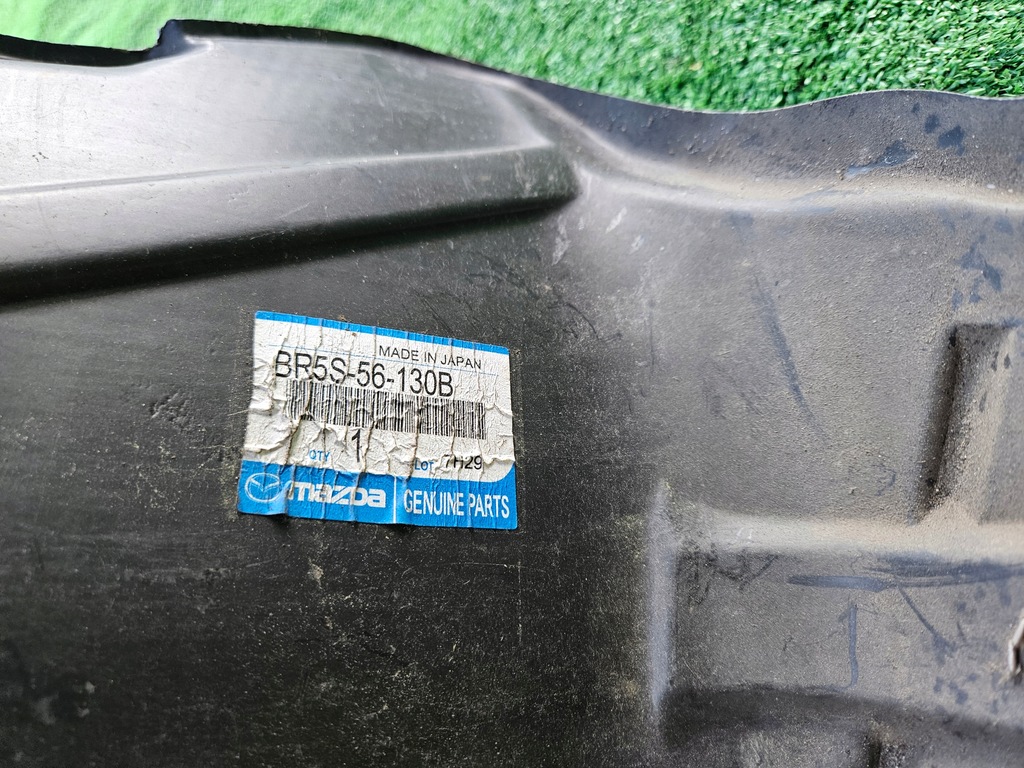 MADE IN JAPAN
BR5S-56-130B
QTY 1 LOT 7H29
mazda GENUINE PARTS